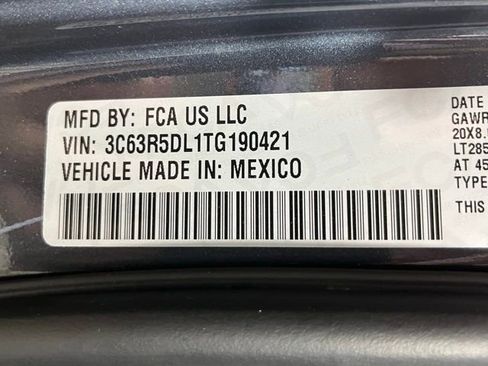 MFD BY: FCA US LLC
VIN: 3C63R5DL1TG190421
VEHICLE MADE IN: MEXICO
DATE
GAWR
20X8.
LT285
AT 45
TYPE
THIS